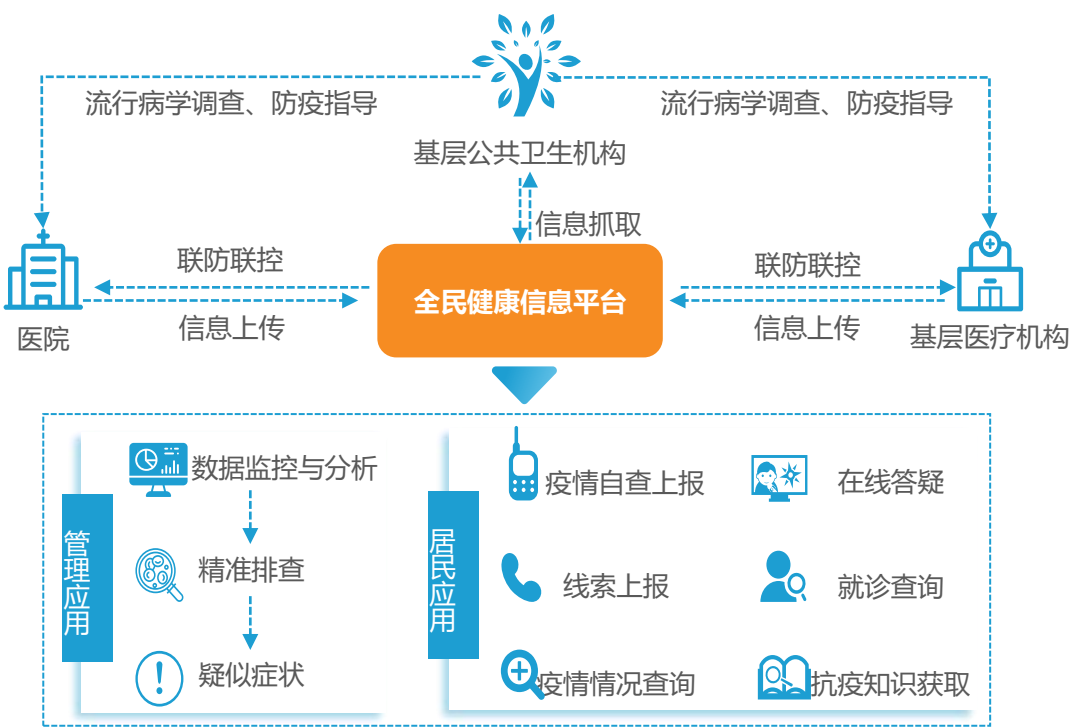 流行病学调查、防疫指导
流行病学调查、防疫指导
基层公共卫生机构
信息抓取
联防联控
联防联控
全民健康信息平台
信息上传
信息上传
医院
基层医疗机构
管理应用
数据监控与分析
精准排查
疑似症状
居民应用
疫情自查上报
在线答疑
线索上报
就诊查询
疫情情况查询
抗疫知识获取